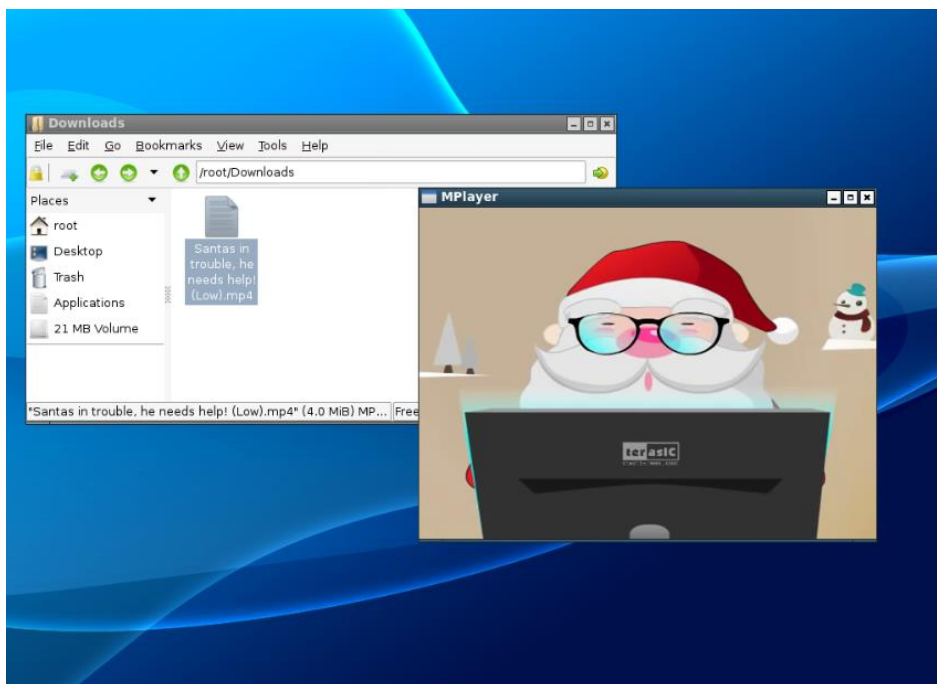 Downloads
File Edit Go Bookmarks View Tools Help
/root/Downloads
Places
root
Desktop
Trash
Applications
21 MB Volume
Santas in
trouble, he
needs help!
(Low).mp4
"Santas in trouble, he needs help! (Low).mp4" (4.0 MiB) MP... Free
MPlayer
terasIC